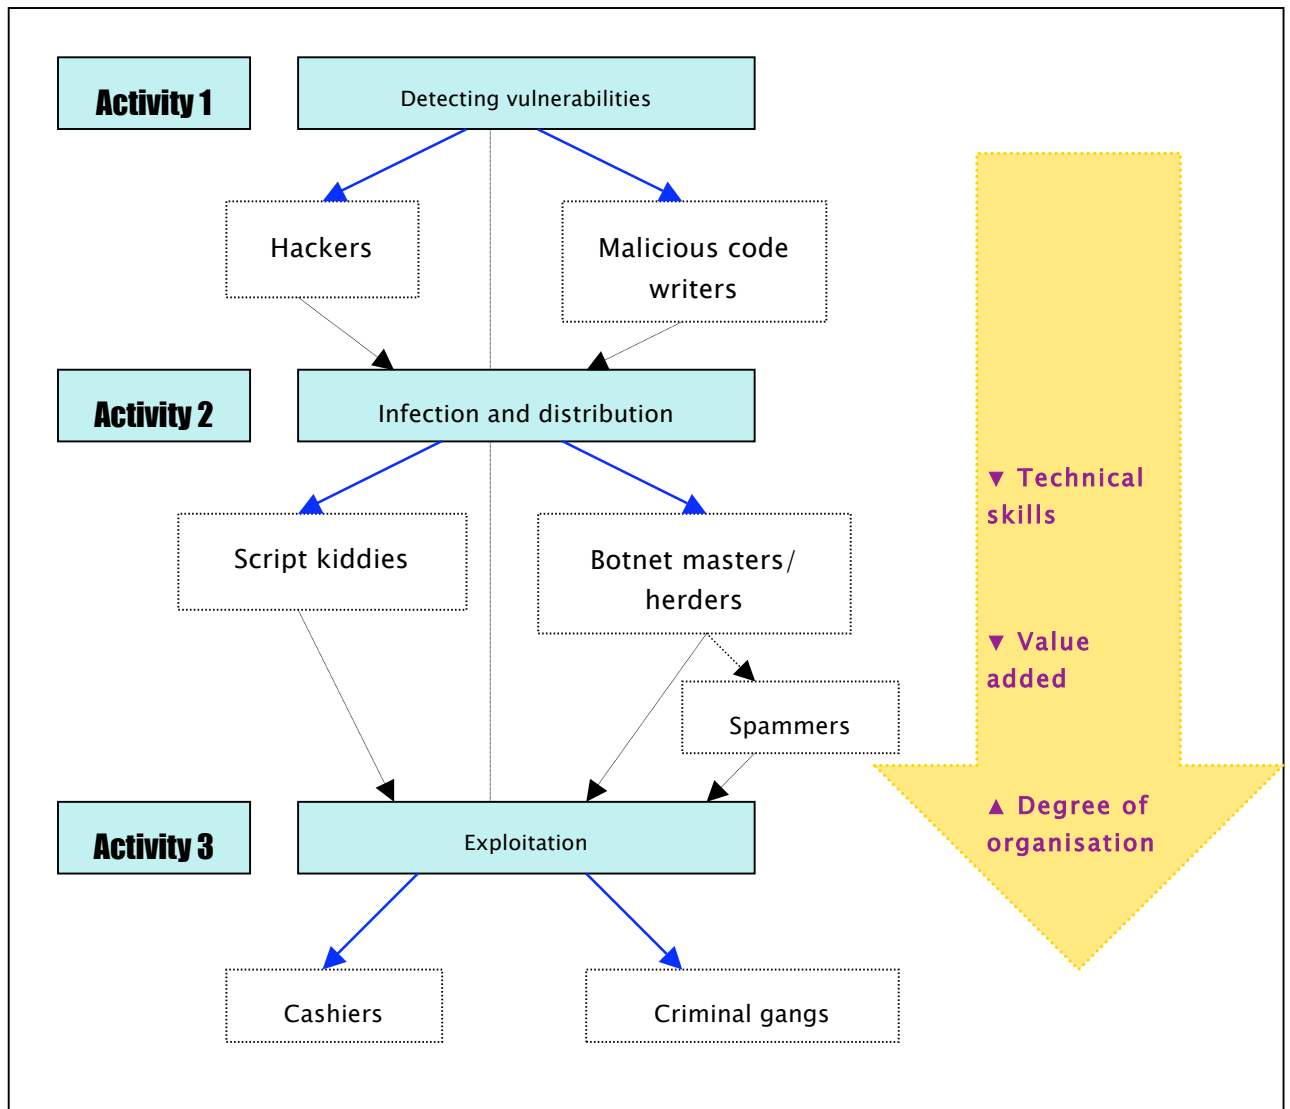 Activity 1
Detecting vulnerabilities
Hackers
Malicious code
writers
Activity 2
Infection and distribution
▼ Technical
skills
Script kiddies
Botnet masters/
herders
▼ Value
added
Spammers
▲ Degree of
organisation
Activity 3
Exploitation
Cashiers
Criminal gangs